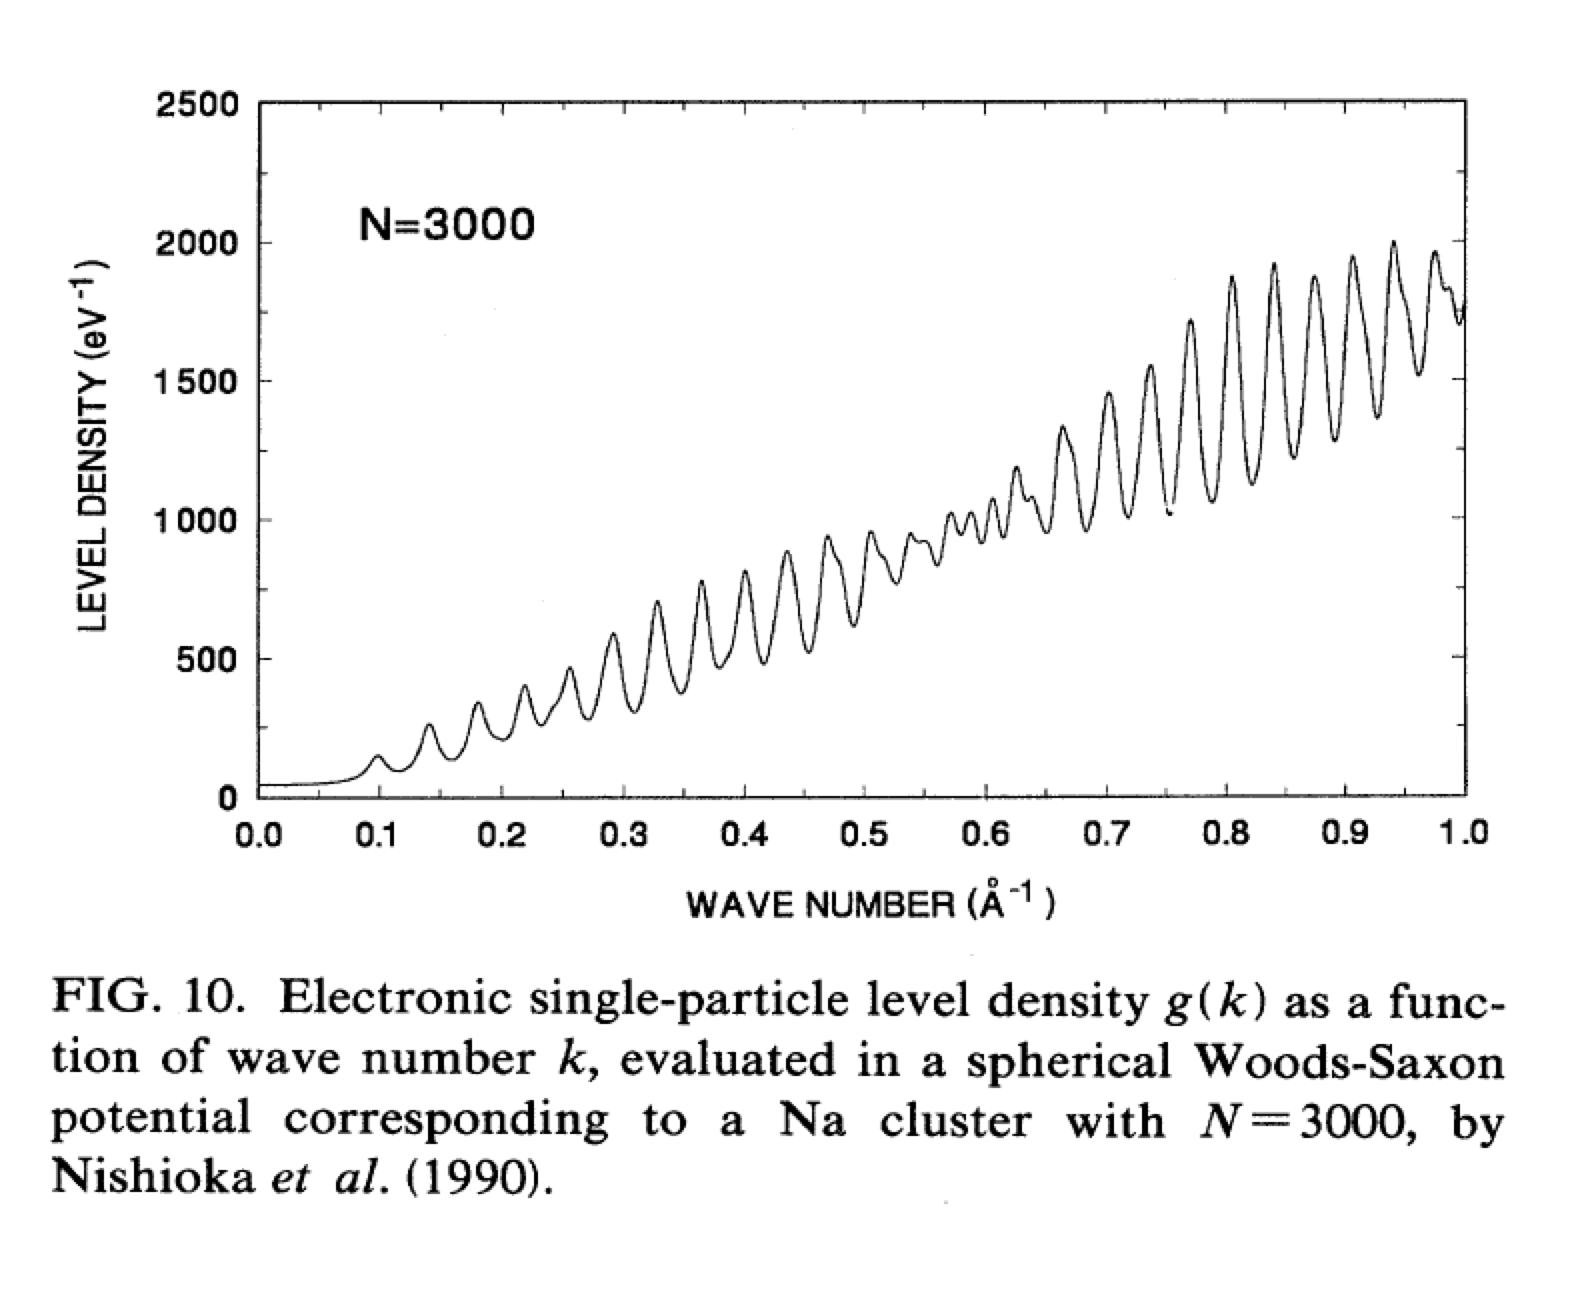 2500
N=3000
2000
1500
1000
500
0
LEVEL DENSITY (eV⁻¹)
0.0 0.1 0.2 0.3 0.4 0.5 0.6 0.7 0.8 0.9 1.0
WAVE NUMBER (Å⁻¹)
FIG. 10. Electronic single-particle level density g(k) as a func-
tion of wave number k, evaluated in a spherical Woods-Saxon
potential corresponding to a Na cluster with N=3000, by
Nishioka et al. (1990).